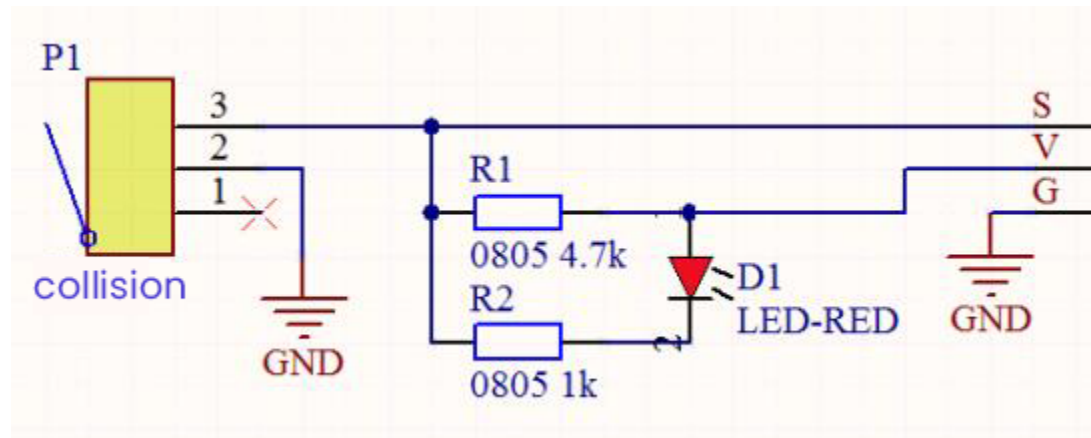 P1
3
2
1
collision
GND
R1
0805 4.7k
R2
0805 1k
2
D1
LED-RED
S
V
G
GND